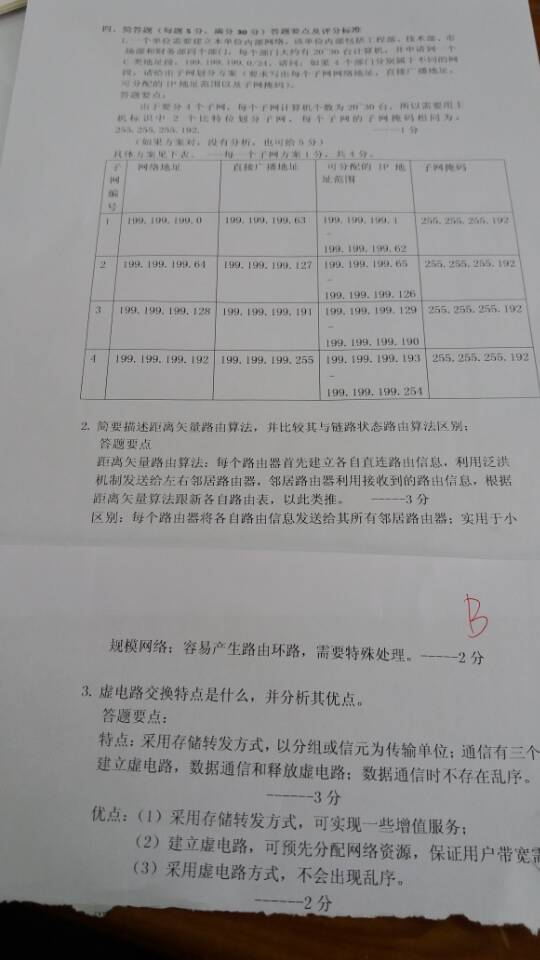 四、简答题（每题5分，满分30分）答题要点及评分标准
1.一个单位需要建立本单位内部网络，该单位内部包括工程部、技术部、市
场部和财务部四个部门，每个部门大约有20~30台计算机，并申请到一个
C类地址段，199.199.199.0/24，请问：如果4个部门分别属于不同的网
段，请给出子网划分方案（要求写出每个子网网络地址，直接广播地址，
可分配的IP地址范围以及子网掩码）。
答题要点：
由于要分4个子网，每个子网计算机个数为20~30台，所以需要用主
机标识中2个比特位划分子网，每个子网的子网掩码相同为：
255.255.255.192. -----1分
（如果方案对，没有分析，也可给5分）
具体方案见下表。 ---每一个子网方案1分，共4分。
子网编号 网络地址 直接广播地址 可分配的IP地址范围 子网掩码
1 199.199.199.0 199.199.199.63 199.199.199.1 - 199.199.199.62 255.255.255.192
2 199.199.199.64 199.199.199.127 199.199.199.65 - 199.199.199.126 255.255.255.192
3 199.199.199.128 199.199.199.191 199.199.199.129 - 199.199.199.190 255.255.255.192
4 199.199.199.192 199.199.199.255 199.199.199.193 - 199.199.199.254 255.255.255.192
2. 简要描述距离矢量路由算法，并比较其与链路状态路由算法区别；
答题要点
距离矢量路由算法：每个路由器首先建立各自直连路由信息，利用泛洪
机制发送给左右邻居路由器，邻居路由器利用接收到的路由信息，根据
距离矢量算法跟新各自路由表，以此类推。 -----3分
区别：每个路由器将各自路由信息发送给其所有邻居路由器；实用于小
B
规模网络；容易产生路由环路，需要特殊处理。-----2分
3. 虚电路交换特点是什么，并分析其优点。
答题要点：
特点：采用存储转发方式，以分组或信元为传输单位；通信有三个
建立虚电路，数据通信和释放虚电路；数据通信时不存在乱序。
------3分
优点：（1）采用存储转发方式，可实现一些增值服务；
（2）建立虚电路，可预先分配网络资源，保证用户带宽需
（3）采用虚电路方式，不会出现乱序。
------2分